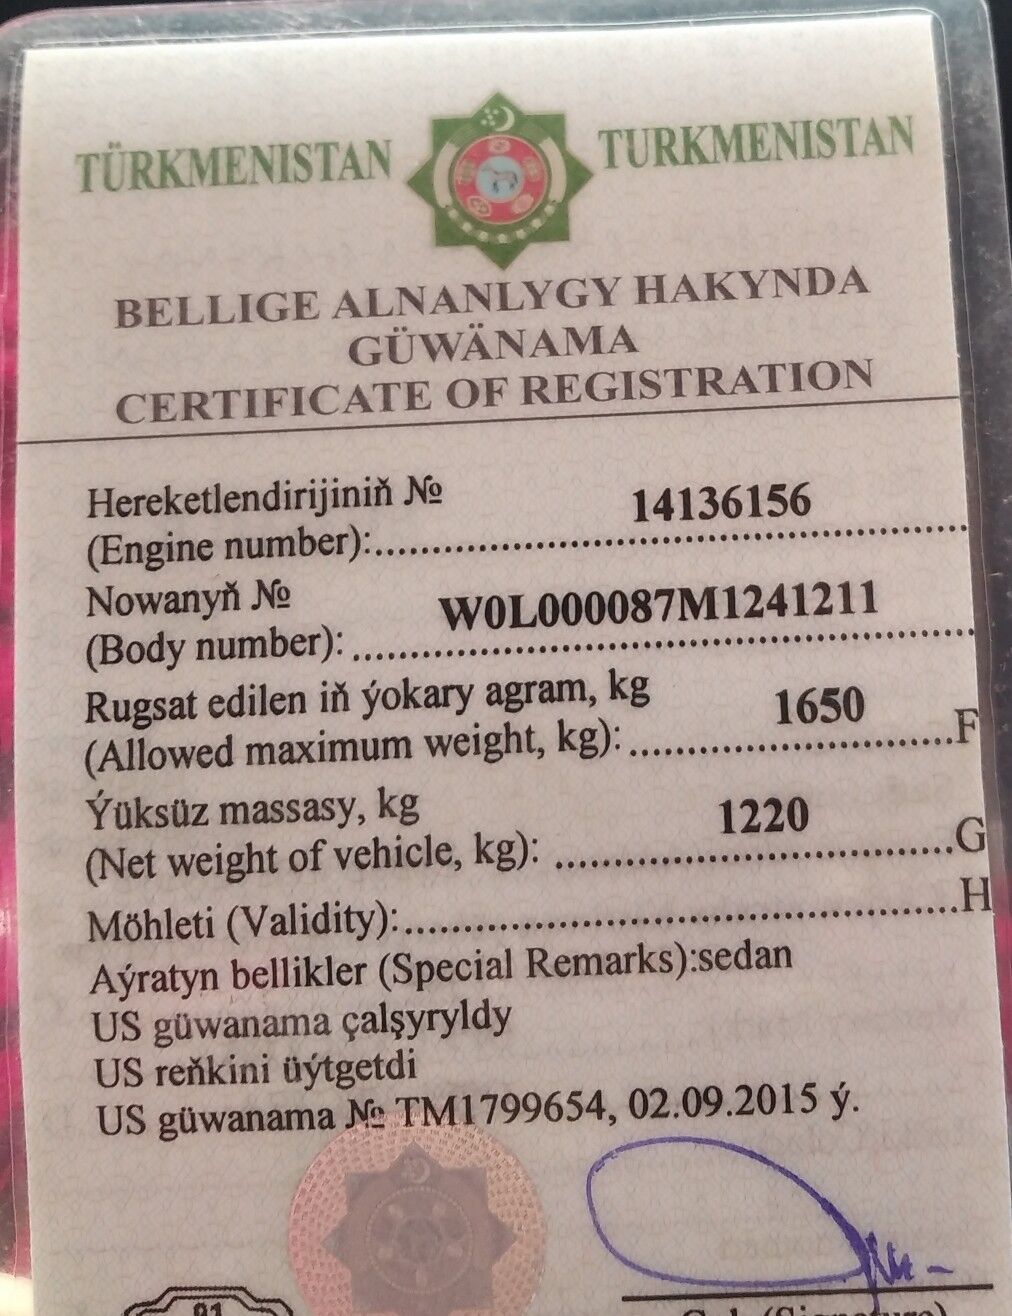 TÜRKMENISTAN TURKMENISTAN
BELLIGE ALNANLYGY HAKYNDA
GÜWÄNAMA
CERTIFICATE OF REGISTRATION
Hereketlendirijiniň №
14136156
(Engine number):
Nowanyň №
W0L000087M1241211
(Body number):
Rugsat edilen iň ýokary agram, kg
1650
(Allowed maximum weight, kg): F
Ýüksüz massasy, kg
1220
(Net weight of vehicle, kg): G
Möhleti (Validity): H
Aýratyn bellikler (Special Remarks):sedan
US güwanama çalşyryldy
US reňkini üýtgetdi
US güwanama № TM1799654, 02.09.2015 ý.